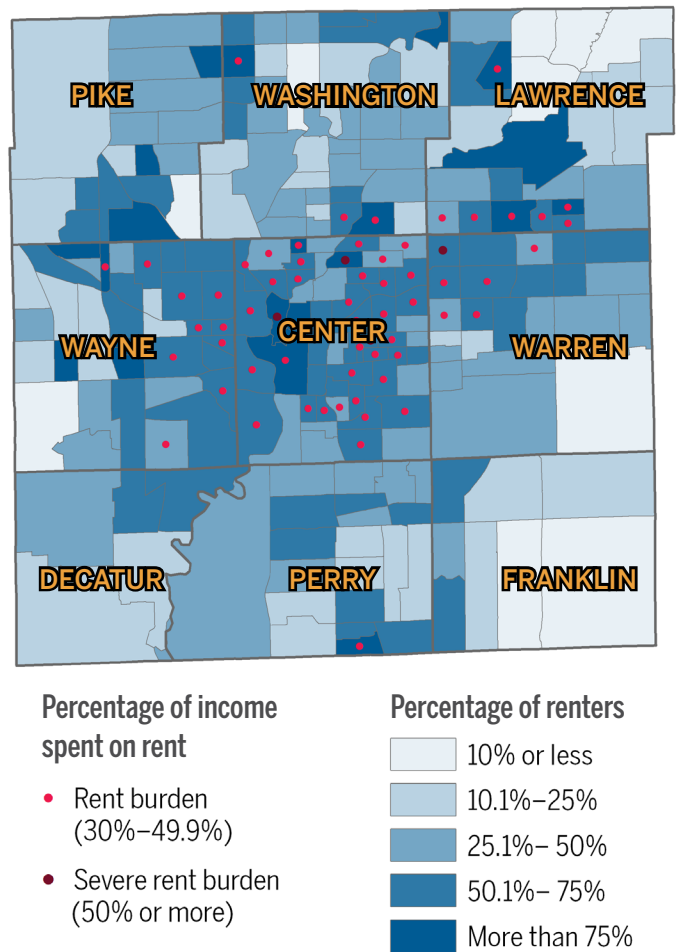 PIKE
WASHINGTON
LAWRENCE
WAYNE
CENTER
WARREN
DECATUR
PERRY
FRANKLIN
Percentage of income
spent on rent
Rent burden
(30%–49.9%)
Severe rent burden
(50% or more)
Percentage of renters
10% or less
10.1%–25%
25.1%– 50%
50.1%– 75%
More than 75%